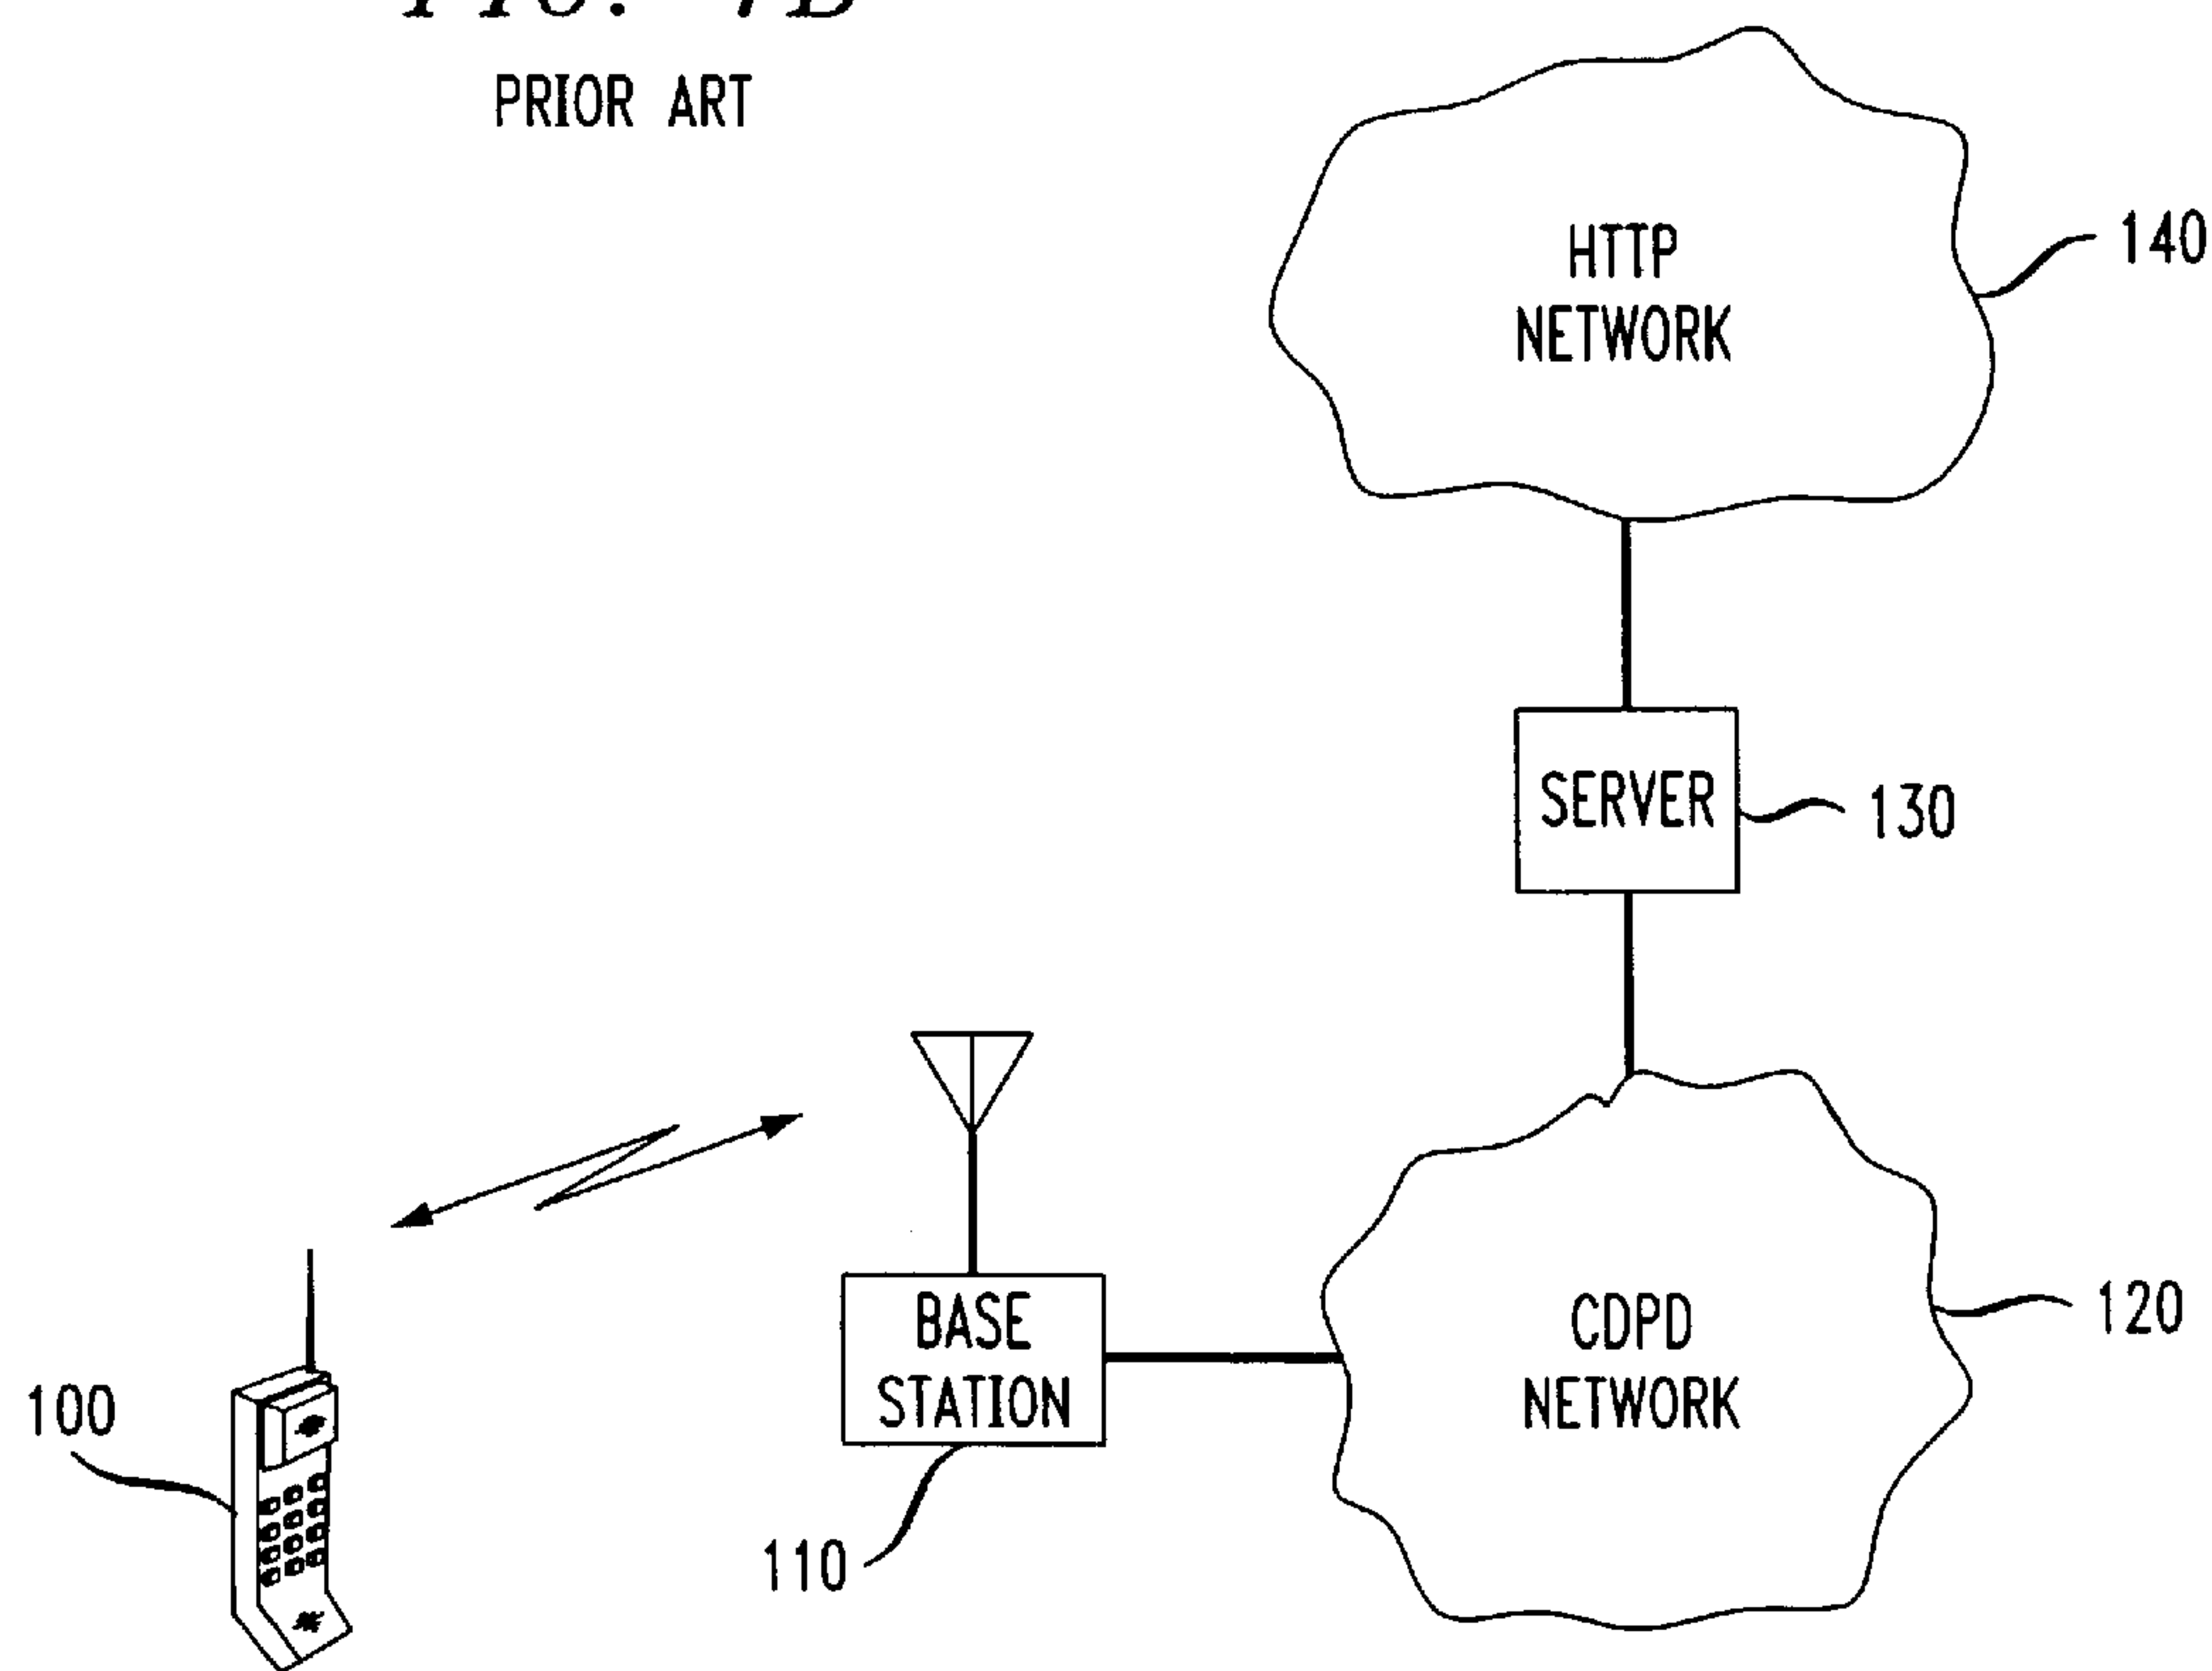 PRIOR ART
HTTP
NETWORK
140
SERVER
130
BASE
STATION
CDPD
NETWORK
120
100
110